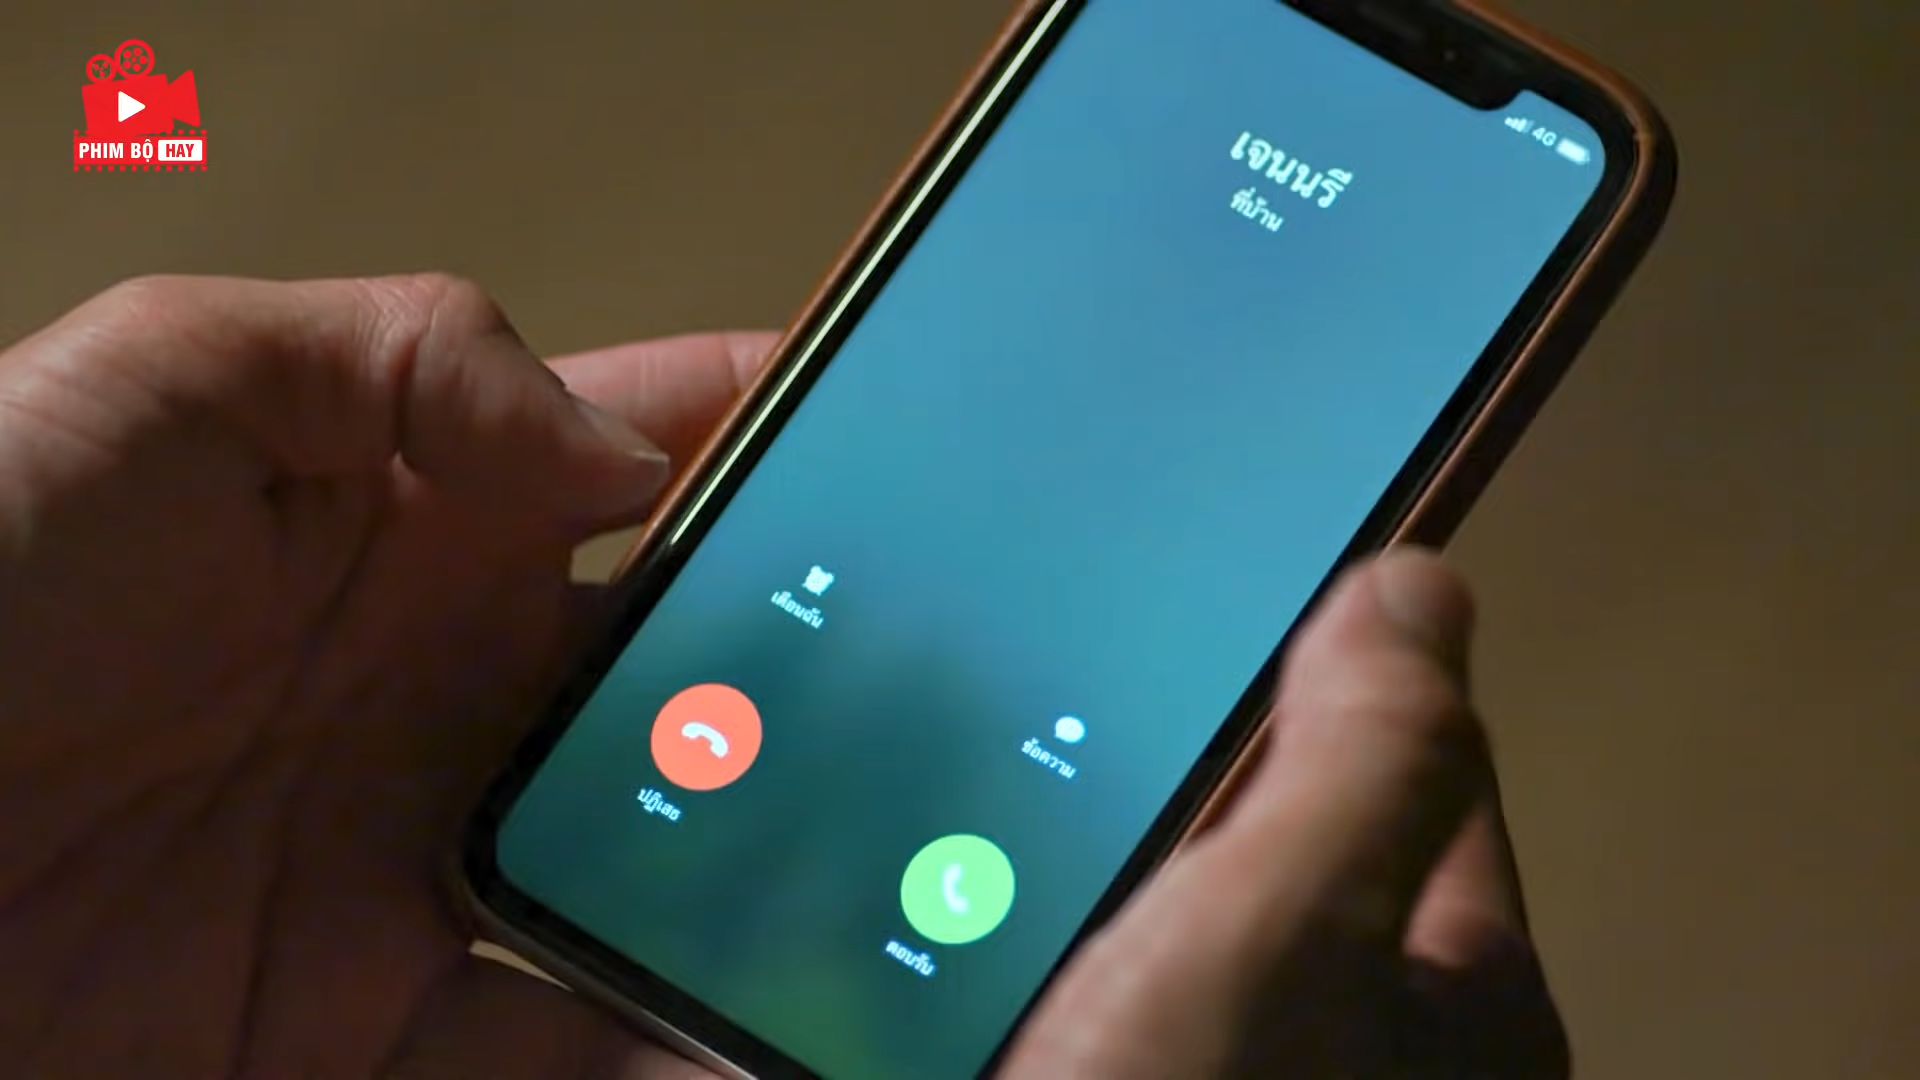 PHIM BỘ HAY
4G
เจนนรี
ที่บ้าน
เตือนฉัน
ข้อความ
ปฏิเสธ
ตอบรับ